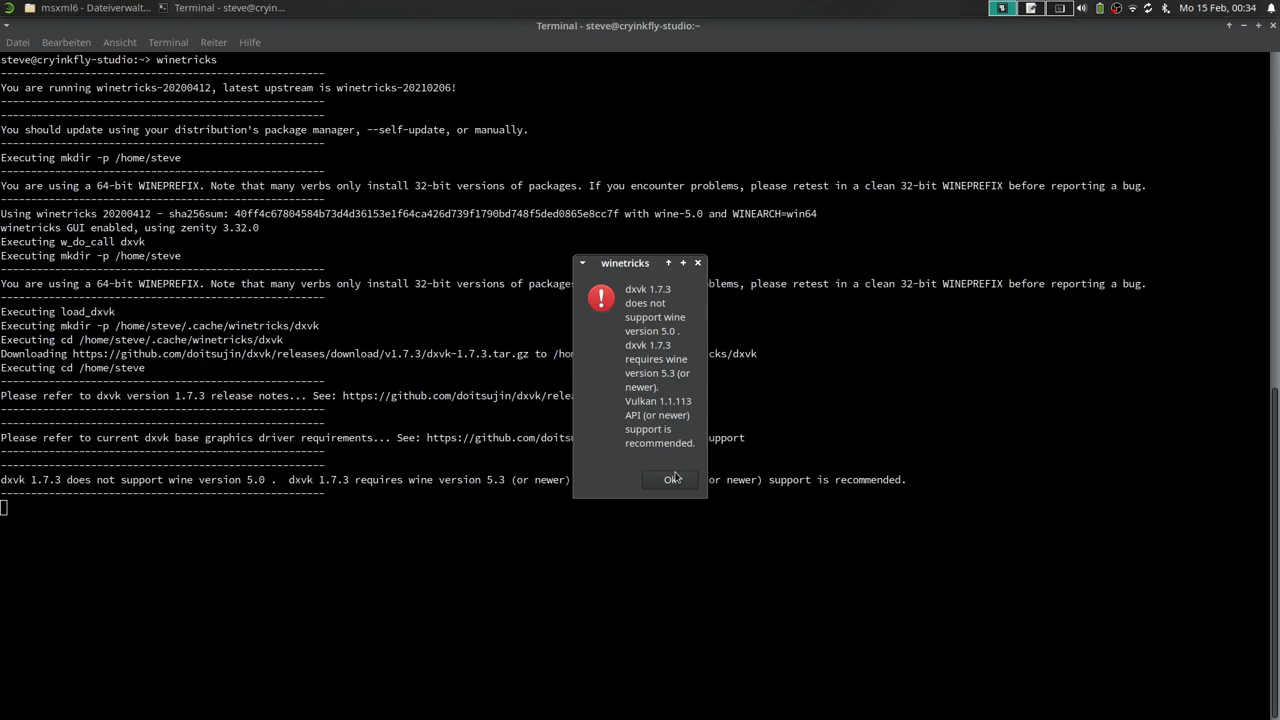 msxml6 - Dateiverwalt...
Terminal - steve@cryin...
Mo 15 Feb, 00:34
Terminal - steve@cryinkfly-studio:~
Datei Bearbeiten Ansicht Terminal Reiter Hilfe
steve@cryinkfly-studio:~> winetricks
------------------------------------------------------
You are running winetricks-20200412, latest upstream is winetricks-20210206!
------------------------------------------------------
------------------------------------------------------
You should update using your distribution's package manager, --self-update, or manually.
------------------------------------------------------
Executing mkdir -p /home/steve
------------------------------------------------------
You are using a 64-bit WINEPREFIX. Note that many verbs only install 32-bit versions of packages. If you encounter problems, please retest in a clean 32-bit WINEPREFIX before reporting a bug.
------------------------------------------------------
Using winetricks 20200412 - sha256sum: 40ff4c67804584b73d4d36153e1f64ca426d739f1790bd748f5ded0865e8cc7f with wine-5.0 and WINEARCH=win64
winetricks GUI enabled, using zenity 3.32.0
Executing w_do_call dxvk
Executing mkdir -p /home/steve
------------------------------------------------------
You are using a 64-bit WINEPREFIX. Note that many verbs only install 32-bit versions of package
blems, please retest in a clean 32-bit WINEPREFIX before reporting a bug.
------------------------------------------------------
Executing load_dxvk
Executing mkdir -p /home/steve/.cache/winetricks/dxvk
Executing cd /home/steve/.cache/winetricks/dxvk
Downloading https://github.com/doitsujin/dxvk/releases/download/v1.7.3/dxvk-1.7.3.tar.gz to /ho
cks/dxvk
Executing cd /home/steve
------------------------------------------------------
Please refer to dxvk version 1.7.3 release notes... See: https://github.com/doitsujin/dxvk/rele
------------------------------------------------------
------------------------------------------------------
Please refer to current dxvk base graphics driver requirements... See: https://github.com/doits
upport
------------------------------------------------------
------------------------------------------------------
dxvk 1.7.3 does not support wine version 5.0 .  dxvk 1.7.3 requires wine version 5.3 (or newer)
or newer) support is recommended.
------------------------------------------------------
winetricks
dxvk 1.7.3
does not
support wine
version 5.0 .
dxvk 1.7.3
requires wine
version 5.3 (or
newer).
Vulkan 1.1.113
API (or newer)
support is
recommended.
OK